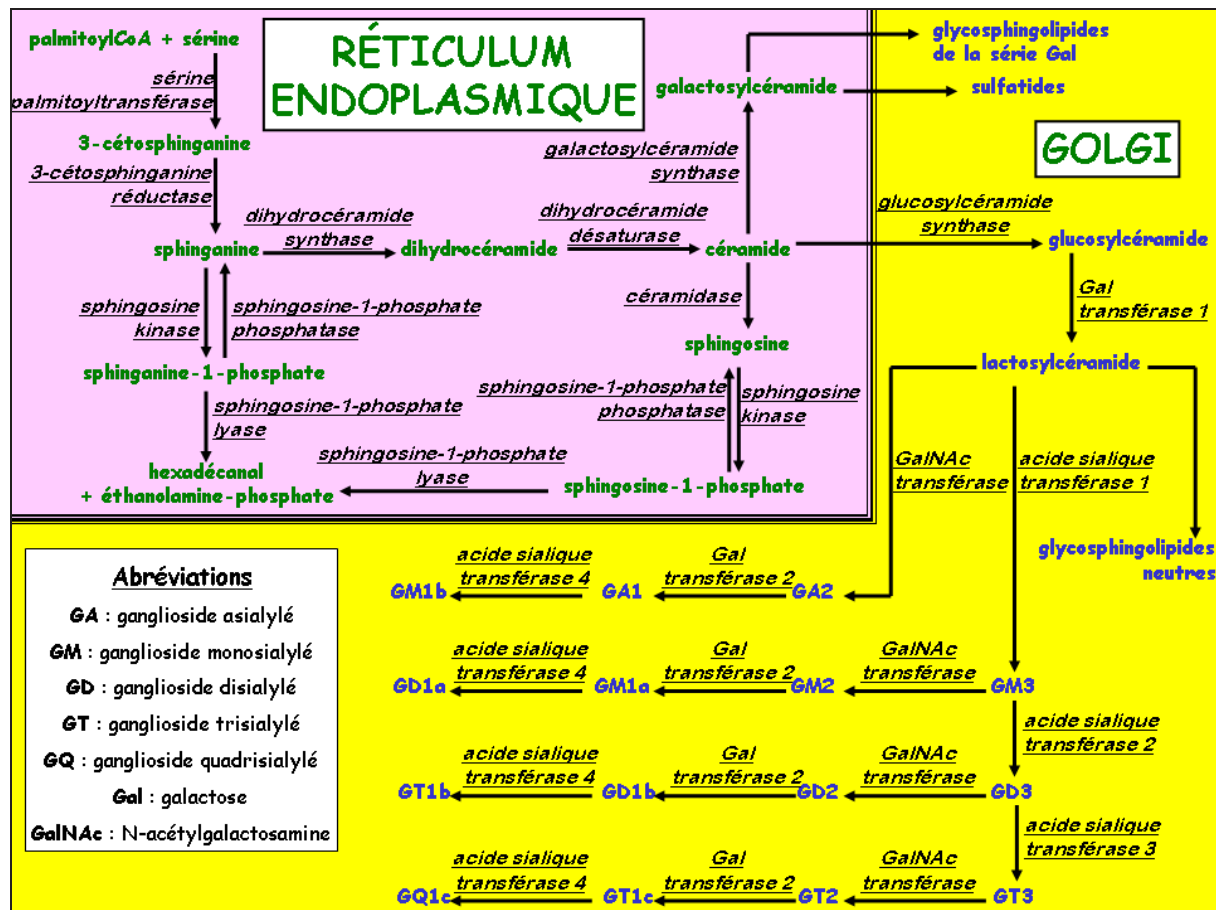 palmitoylCoA + sérine
sérine
palmitoyltransférase
3-cétosphinganine
3-cétosphinganine
réductase
RÉTICULUM
ENDOPLASMIQUE
glycosphingolipides
de la série Gal
galactosylcéramide
sulfatides
GOLGI
galactosylcéramide
synthase
dihydrocéramide
synthase
dihydrocéramide
désaturase
glucosylcéramide
synthase
sphinganine
dihydrocéramide
céramide
glucosylcéramide
sphingosine
kinase
sphingosine-1-phosphate
phosphatase
céramidase
Gal
transférase 1
sphinganine-1-phosphate
sphingosine
lactosylcéramide
sphingosine-1-phosphate
lyase
sphingosine-1-phosphate
phosphatase
sphingosine
kinase
hexadécanal
+ éthanolamine-phosphate
sphingosine-1-phosphate
lyase
sphingosine-1-phosphate
GalNAc
transférase
acide sialique
transférase 1
glycosphingolipides
neutres
Abréviations
GA : ganglioside asialylé
GM : ganglioside monosialylé
GD : ganglioside disialylé
GT : ganglioside trisialylé
GQ : ganglioside quadrisialylé
Gal : galactose
GalNAc : N-acétylgalactosamine
acide sialique
transférase 4
Gal
transférase 2
GM1b
GA1
GA2
acide sialique
transférase 4
Gal
transférase 2
GalNAc
transférase
GD1a
GM1a
GM2
GM3
acide sialique
transférase 2
acide sialique
transférase 4
Gal
transférase 2
GalNAc
transférase
GT1b
GD1b
GD2
GD3
acide sialique
transférase 3
acide sialique
transférase 4
Gal
transférase 2
GalNAc
transférase
GQ1c
GT1c
GT2
GT3